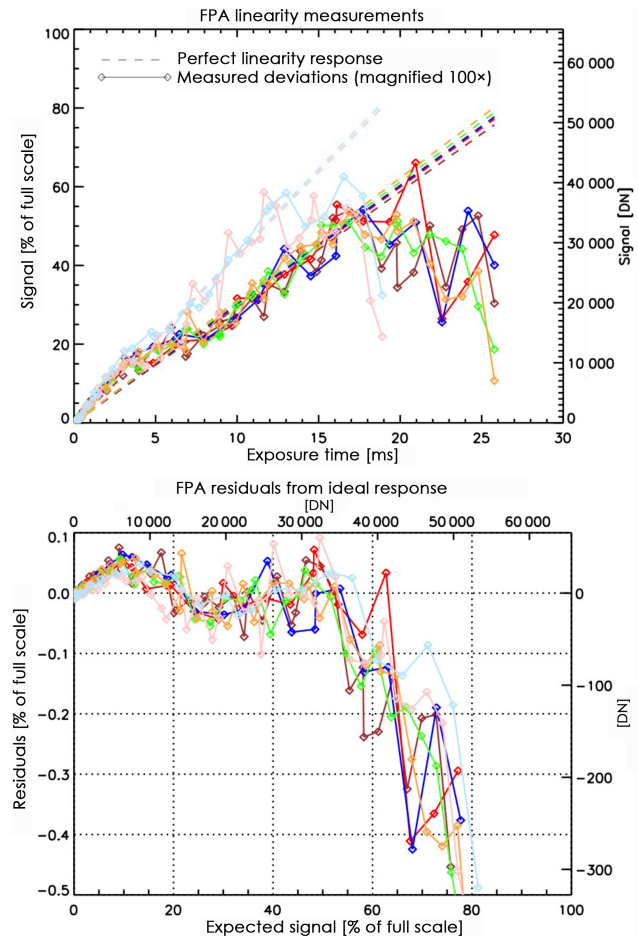 FPA linearity measurements
100
80
60
40
20
0
Signal [% of full scale]
Perfect linearity response
Measured deviations (magnified 100×)
60 000
50 000
40 000
30 000
20 000
10 000
0
Signal [DN]
0 5 10 15 20 25 30
Exposure time [ms]
FPA residuals from ideal response
[DN]
0 10 000 20 000 30 000 40 000 50 000 60 000
0.1
0.0
−0.1
−0.2
−0.3
−0.4
−0.5
Residuals [% of full scale]
0
−100
−200
−300
[DN]
0 20 40 60 80 100
Expected signal [% of full scale]